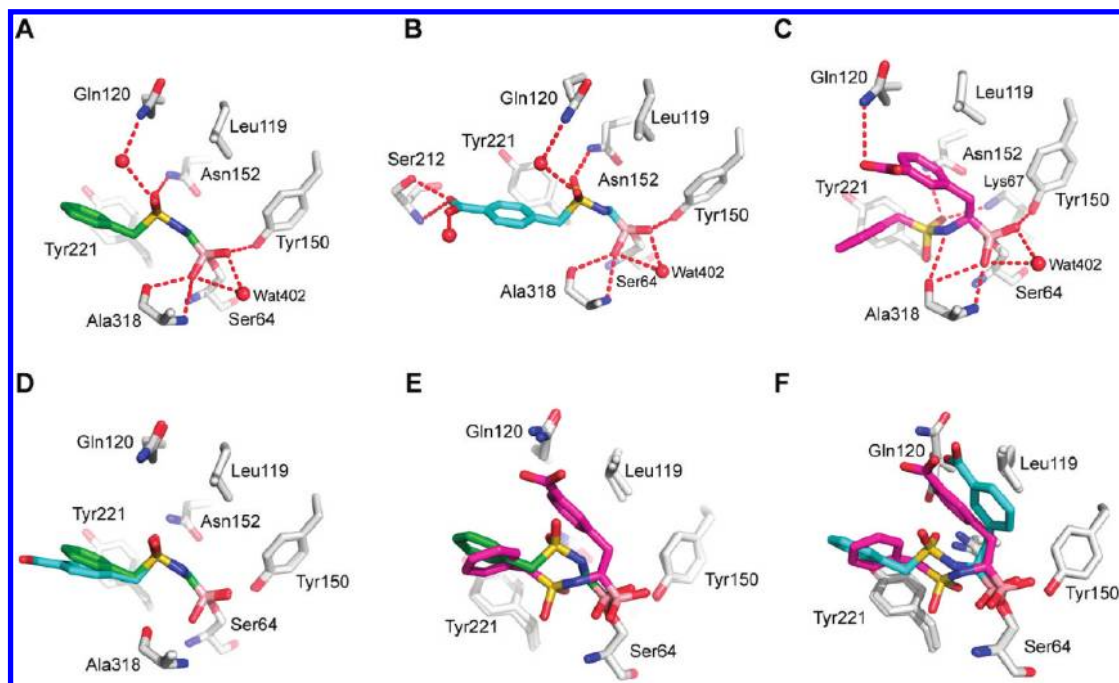 A
Gln120
Leu119
Asn152
Tyr221
Tyr150
Wat402
Ser64
Ala318
B
Gln120
Leu119
Tyr221
Ser212
Asn152
Tyr150
Wat402
Ser64
Ala318
C
Gln120
Leu119
Asn152
Lys67
Tyr221
Tyr150
Wat402
Ser64
Ala318
D
Gln120
Leu119
Asn152
Tyr221
Tyr150
Ser64
Ala318
E
Gln120
Leu119
Tyr150
Tyr221
Ser64
F
Gln120
Leu119
Tyr150
Tyr221
Ser64